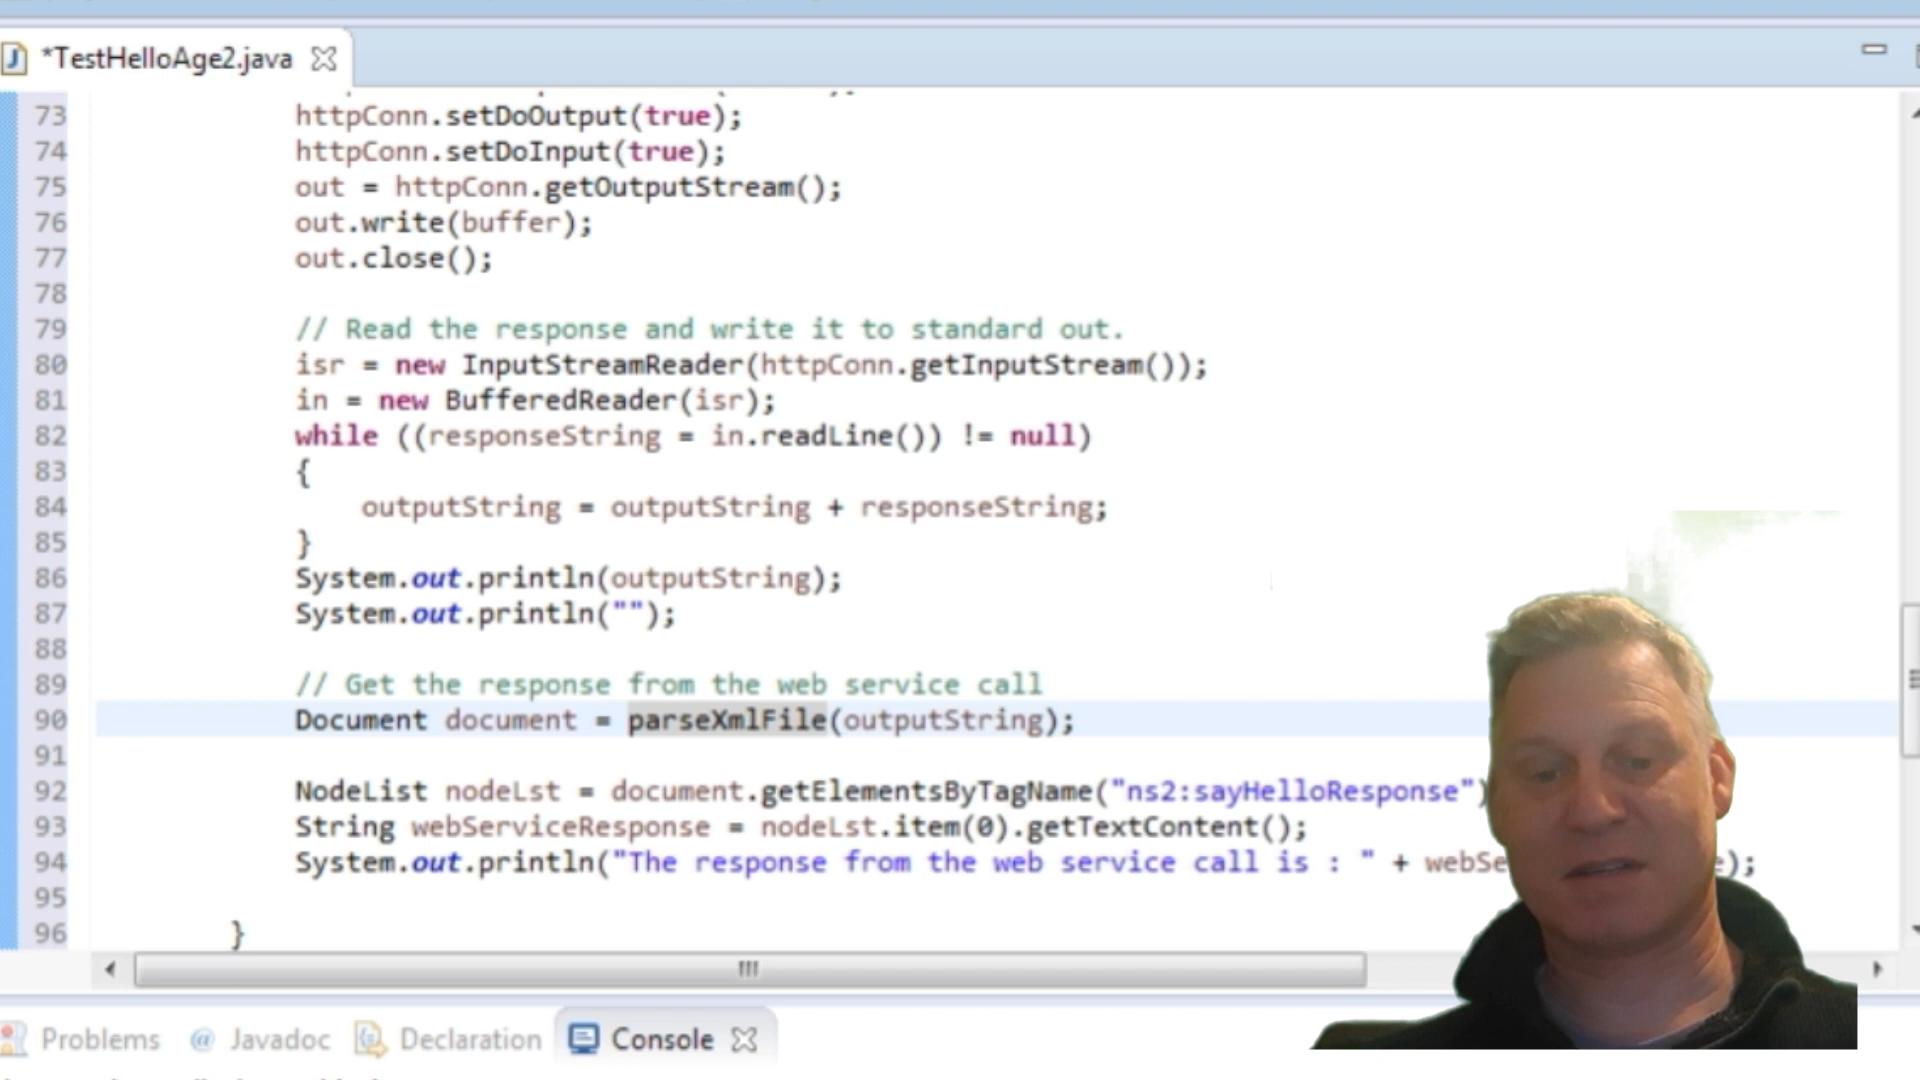 *TestHelloAge2.java
73 httpConn.setDoOutput(true);
74 httpConn.setDoInput(true);
75 out = httpConn.getOutputStream();
76 out.write(buffer);
77 out.close();
78
79 // Read the response and write it to standard out.
80 isr = new InputStreamReader(httpConn.getInputStream());
81 in = new BufferedReader(isr);
82 while ((responseString = in.readLine()) != null)
83 {
84 outputString = outputString + responseString;
85 }
86 System.out.println(outputString);
87 System.out.println("");
88
89 // Get the response from the web service call
90 Document document = parseXmlFile(outputString);
91
92 NodeList nodeLst = document.getElementsByTagName("ns2:sayHelloResponse")
93 String webServiceResponse = nodeLst.item(0).getTextContent();
94 System.out.println("The response from the web service call is : " + );
95
96 }
Problems @ Javadoc Declaration Console